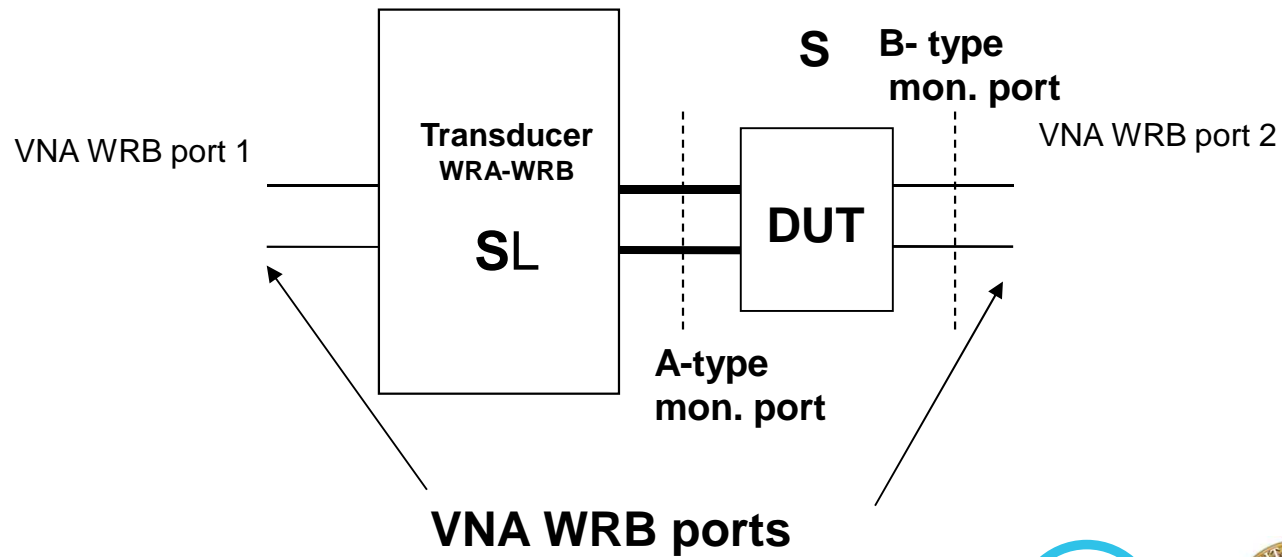 S
B- type
mon. port
VNA WRB port 1
Transducer
WRA-WRB
SL
DUT
VNA WRB port 2
A-type
mon. port
VNA WRB ports